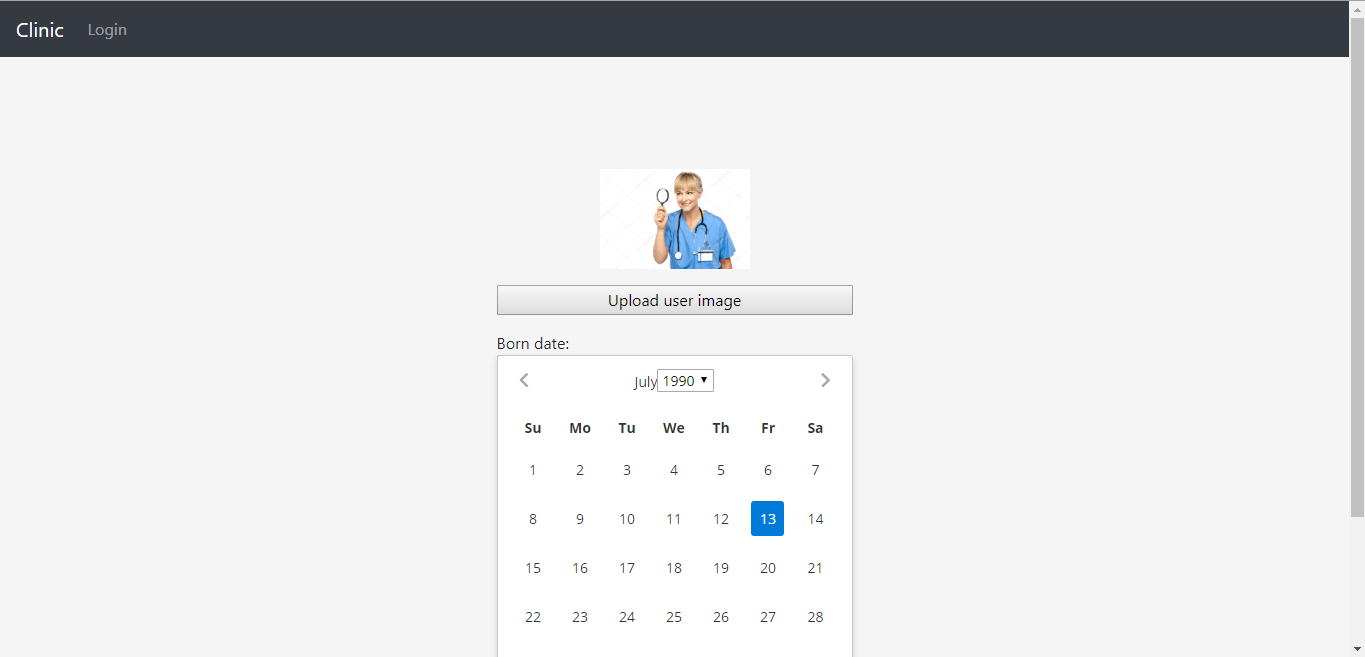 Clinic Login
Upload user image
Born date:
July 1990
Su Mo Tu We Th Fr Sa
1 2 3 4 5 6 7
8 9 10 11 12 13 14
15 16 17 18 19 20 21
22 23 24 25 26 27 28